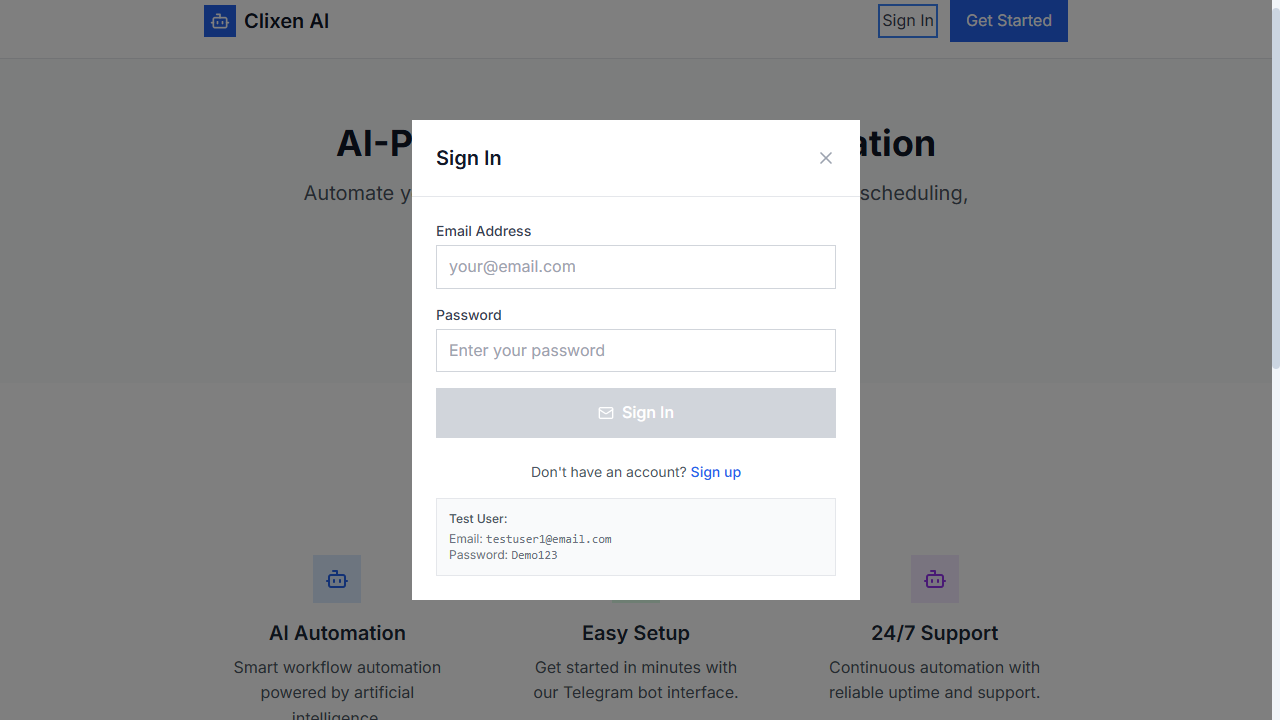 Clixen AI
Sign In
Get Started
AI-P
ation
Automate y
scheduling,
Sign In
Email Address
your@email.com
Password
Enter your password
Sign In
Don't have an account? Sign up
Test User:
Email: testuser1@email.com
Password: Demo123
AI Automation
Smart workflow automation
powered by artificial
intelligence.
Easy Setup
Get started in minutes with
our Telegram bot interface.
24/7 Support
Continuous automation with
reliable uptime and support.